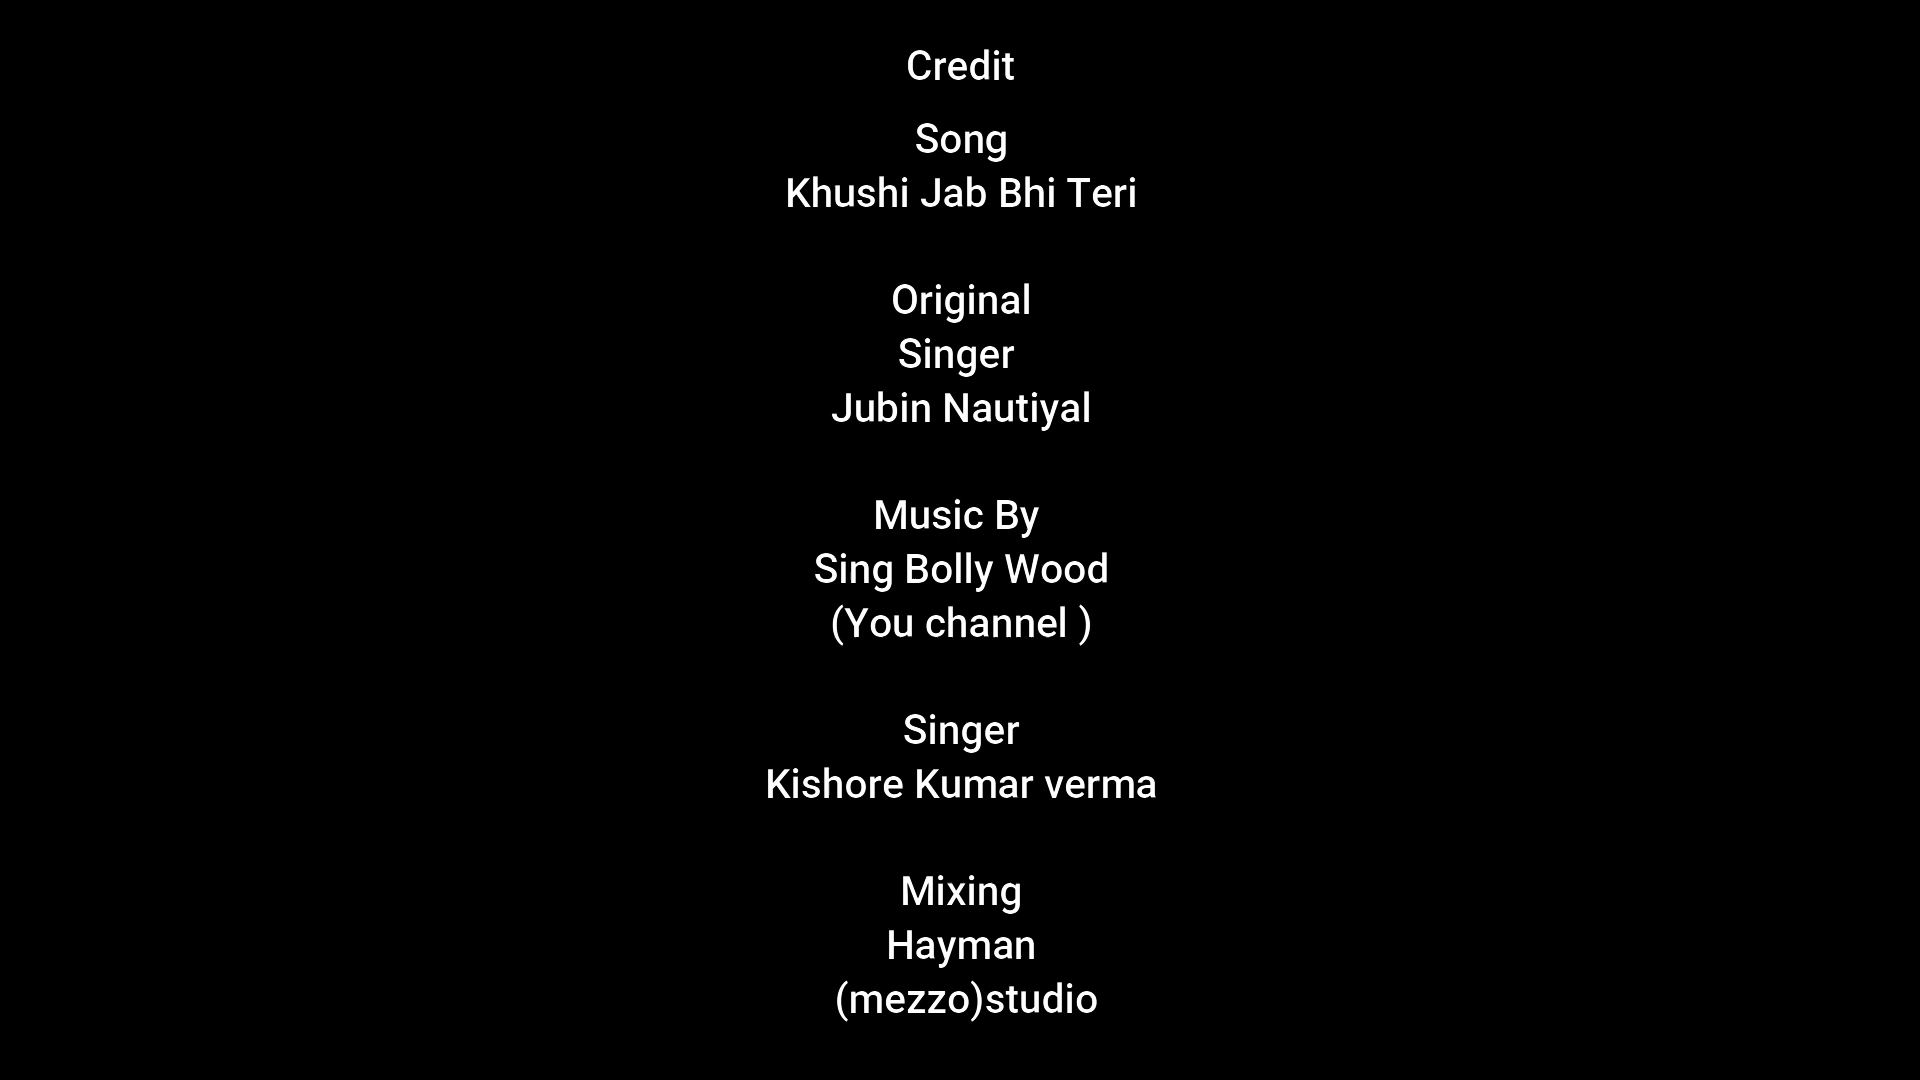 Credit
Song
Khushi Jab Bhi Teri
Original
Singer
Jubin Nautiyal
Music By
Sing Bolly Wood
(You channel )
Singer
Kishore Kumar verma
Mixing
Hayman
(mezzo)studio